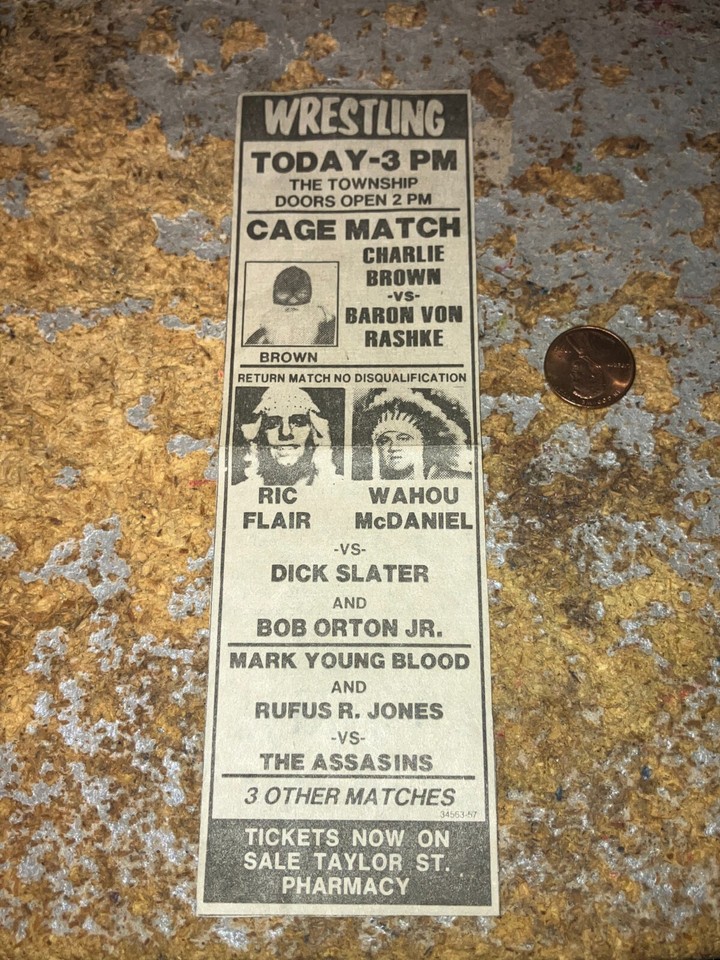 WRESTLING
TODAY-3 PM
THE TOWNSHIP
DOORS OPEN 2 PM
CAGE MATCH
CHARLIE
BROWN
-VS-
BARON VON
RASHKE
BROWN
RETURN MATCH NO DISQUALIFICATION
RIC
FLAIR
WAHOU
McDANIEL
-VS-
DICK SLATER
AND
BOB ORTON JR.
MARK YOUNG BLOOD
AND
RUFUS R. JONES
-VS-
THE ASSASINS
3 OTHER MATCHES
34563-57
TICKETS NOW ON
SALE TAYLOR ST.
PHARMACY